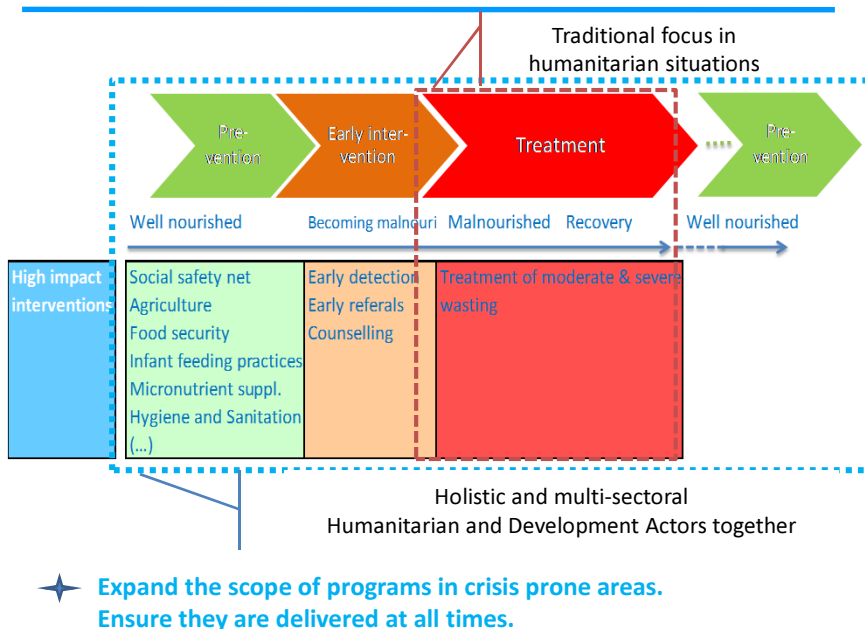 Traditional focus in
humanitarian situations
Pre-
vention
Early inter-
vention
Treatment
Pre-
vention
Well nourished
Becoming malnouri
Malnourished
Recovery
Well nourished
High impact
interventions
Social safety net
Agriculture
Food security
Infant feeding practices
Micronutrient suppl.
Hygiene and Sanitation
(...)
Early detection
Early referrals
Counselling
Treatment of moderate & severe
wasting
Holistic and multi-sectoral
Humanitarian and Development Actors together
Expand the scope of programs in crisis prone areas.
Ensure they are delivered at all times.